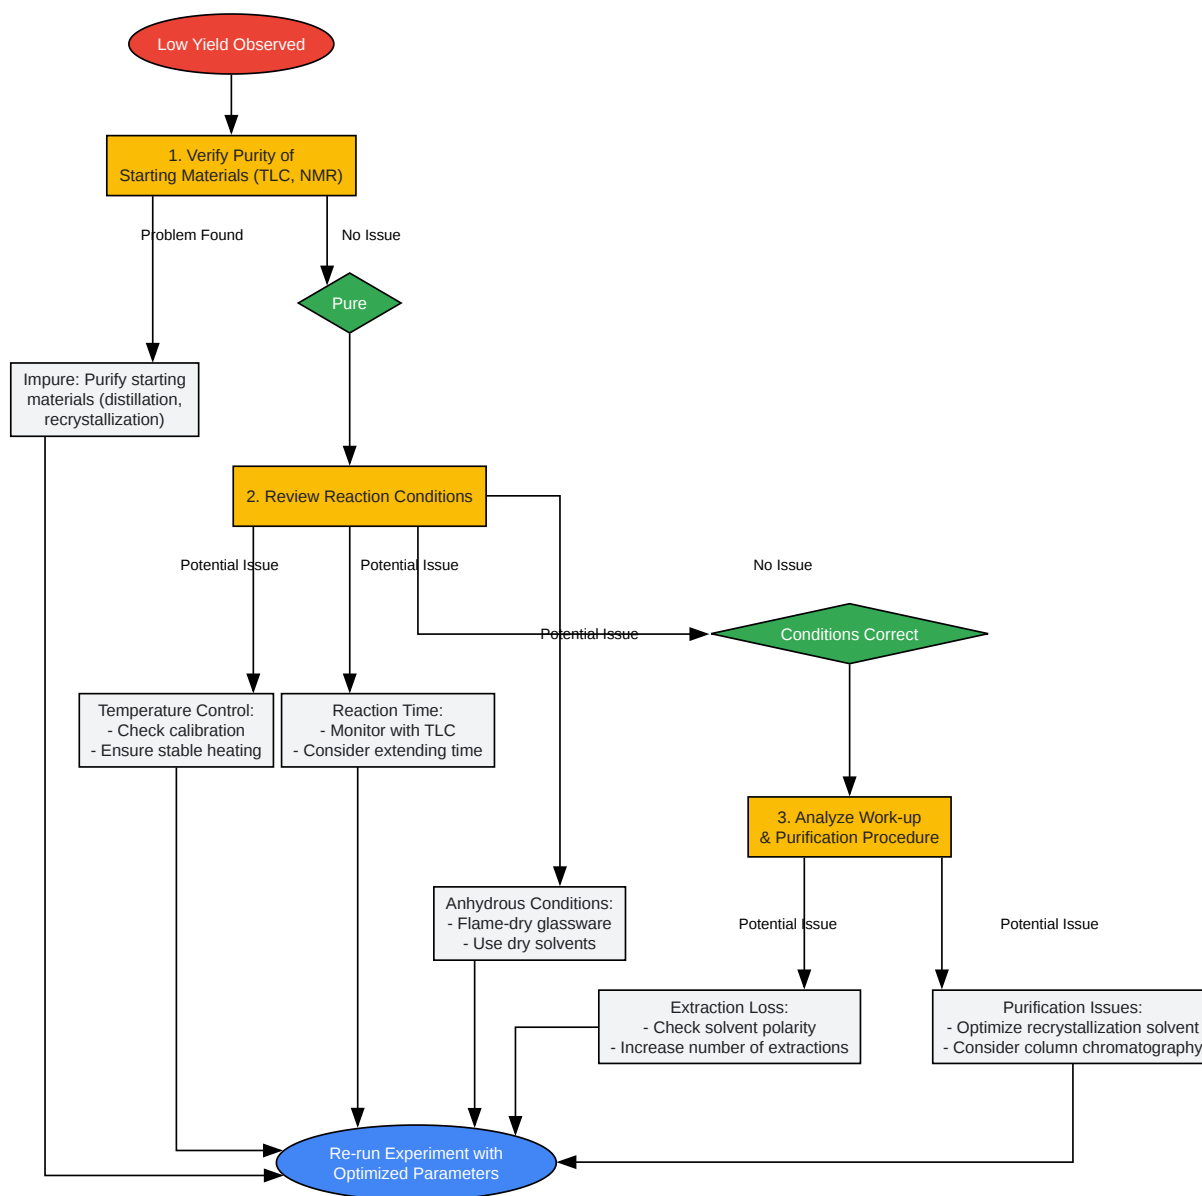 Low Yield Observed
1. Verify Purity of
Starting Materials (TLC, NMR)
Problem Found
No Issue
Pure
Impure: Purify starting
materials (distillation,
recrystallization)
2. Review Reaction Conditions
Potential Issue
Potential Issue
No Issue
Potential Issue
Conditions Correct
Temperature Control:
- Check calibration
- Ensure stable heating
Reaction Time:
- Monitor with TLC
- Consider extending time
3. Analyze Work-up
& Purification Procedure
Anhydrous Conditions:
- Flame-dry glassware
- Use dry solvents
Potential Issue
Potential Issue
Extraction Loss:
- Check solvent polarity
- Increase number of extractions
Purification Issues:
- Optimize recrystallization solvent
- Consider column chromatography
Re-run Experiment with
Optimized Parameters